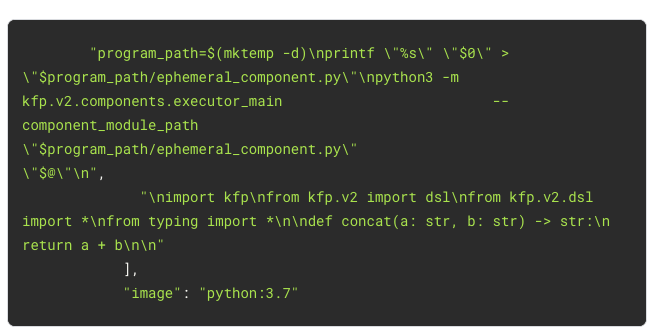 "program_path=$(mktemp -d)\nprintf \"%s\" \"$0\" >
\"$program_path/ephemeral_component.py\"\npython3 -m
kfp.v2.components.executor_main                         --
component_module_path
\"$program_path/ephemeral_component.py\"
\"$@\"\n",
"\nimport kfp\nfrom kfp.v2 import dsl\nfrom kfp.v2.dsl
import *\nfrom typing import *\n\ndef concat(a: str, b: str) -> str:\n
return a + b\n\n"
],
"image": "python:3.7"